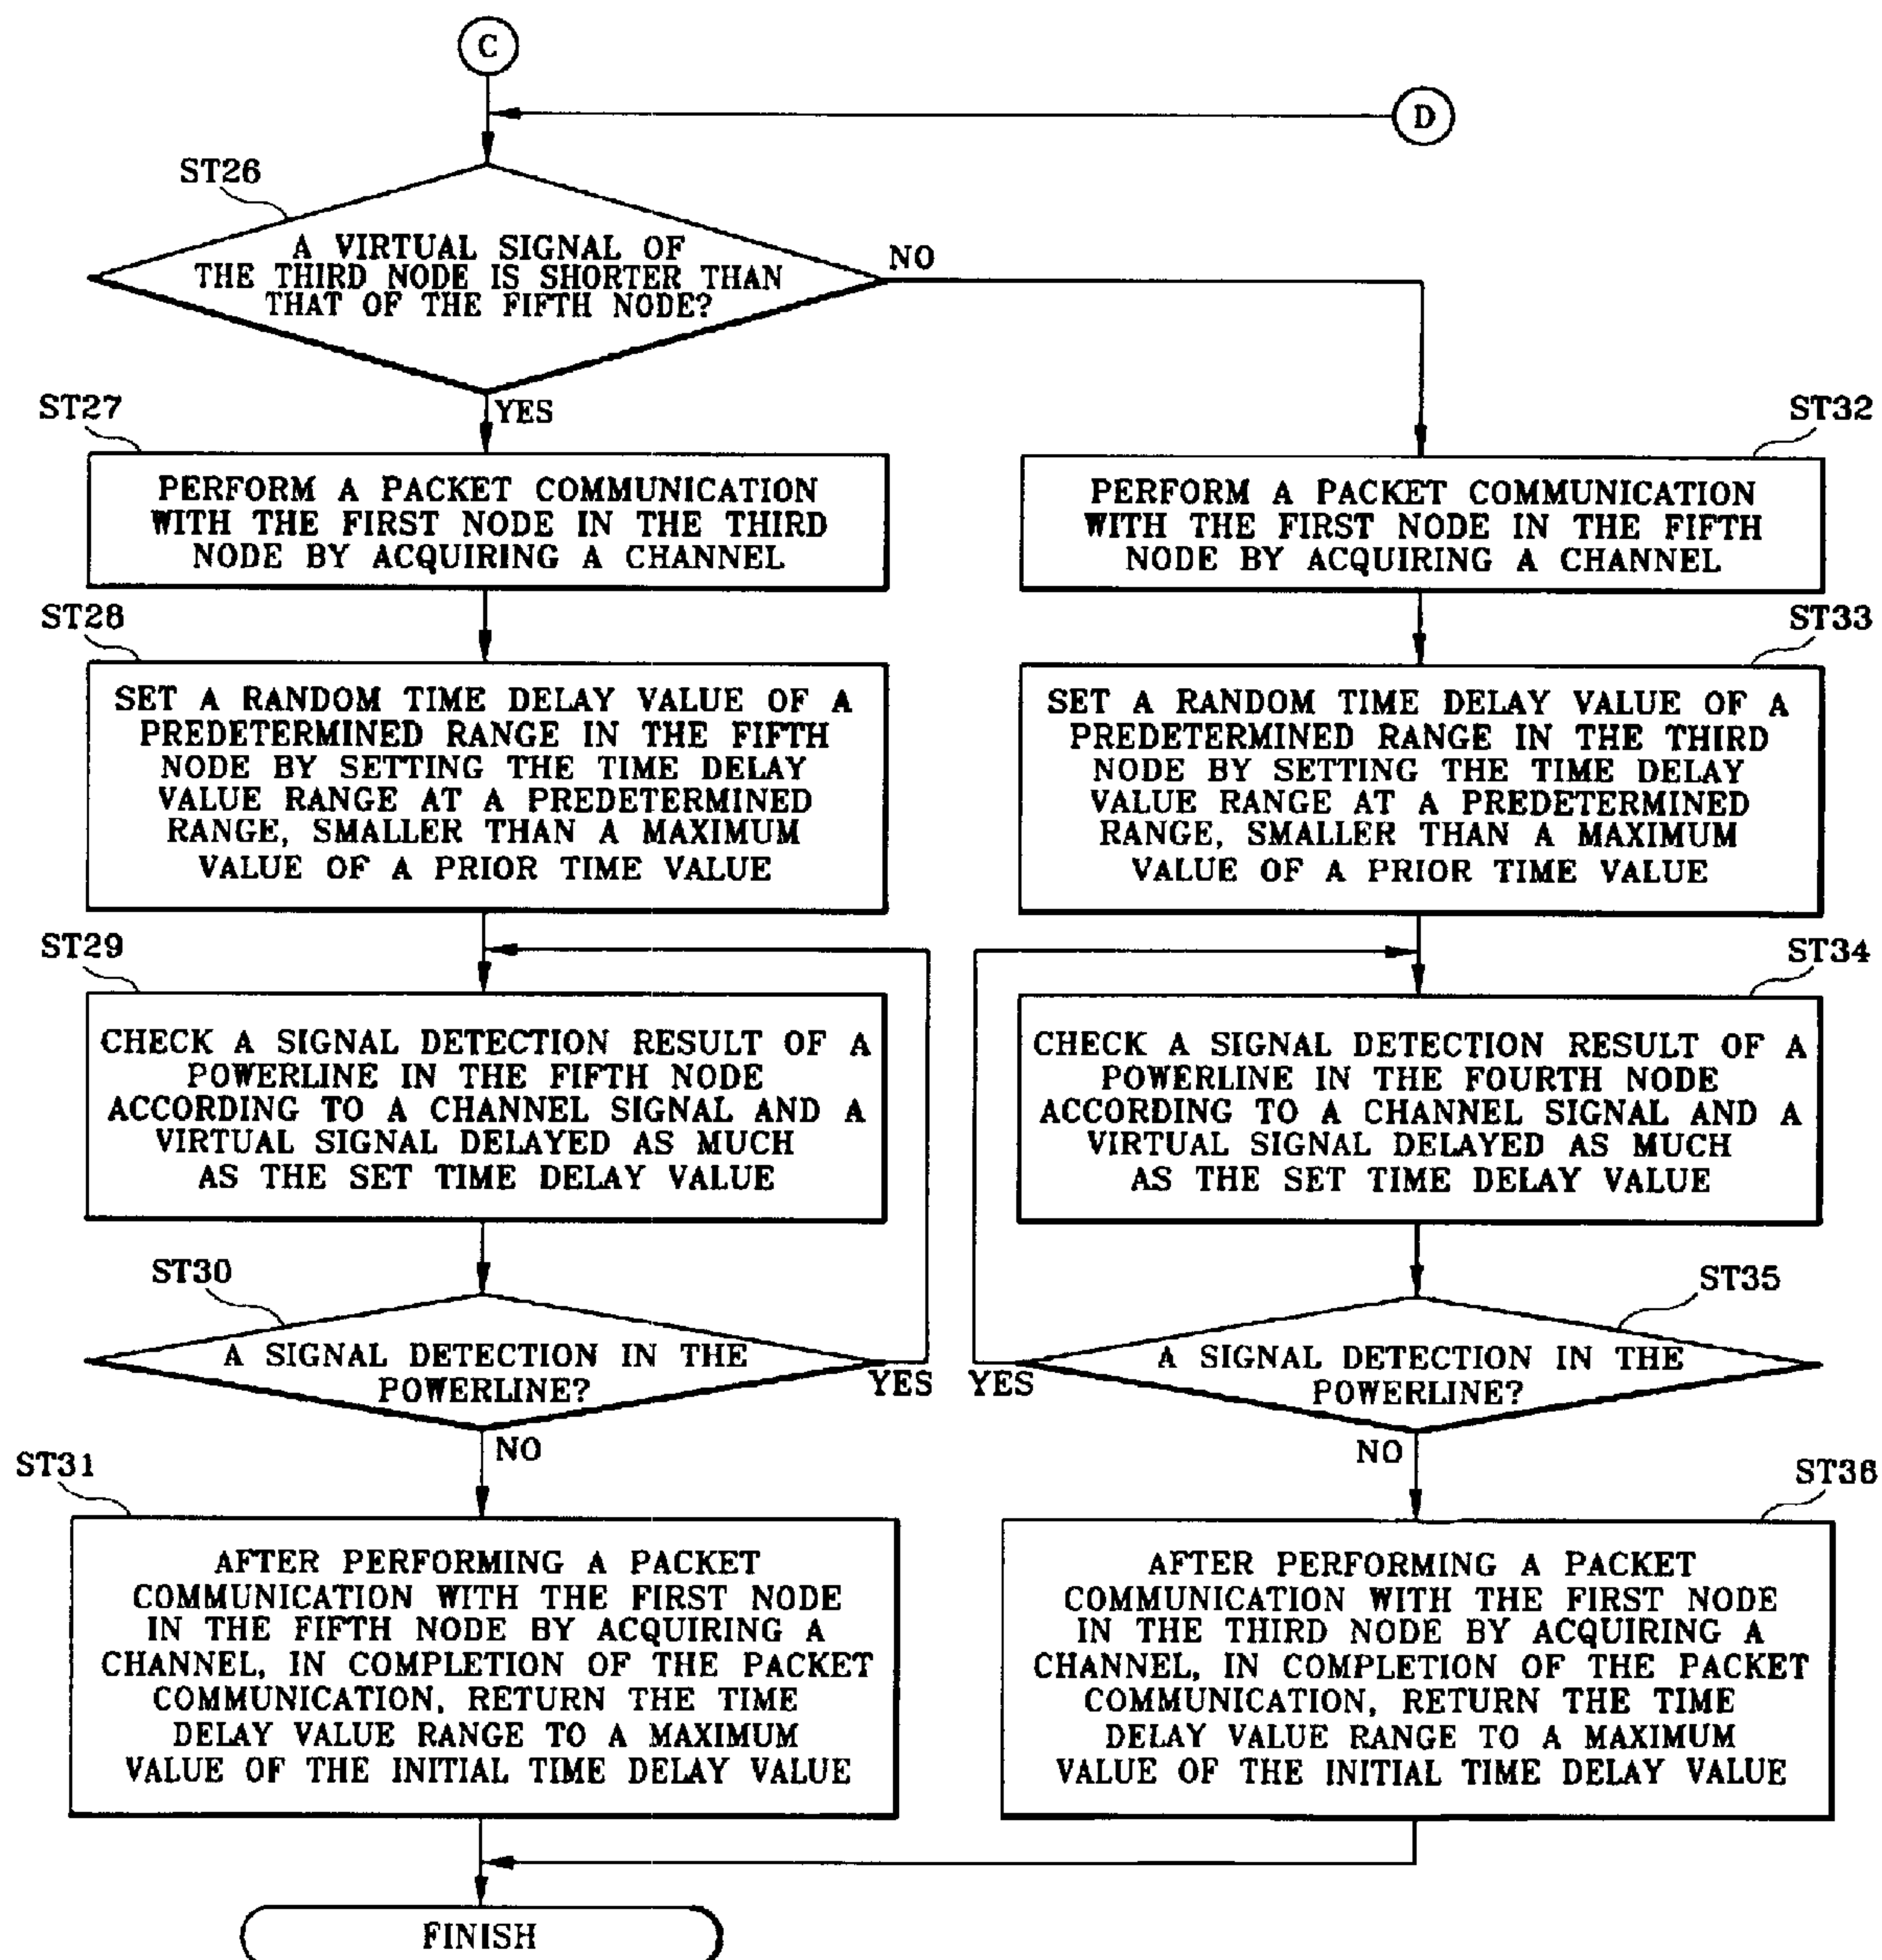 C
D
ST26
A VIRTUAL SIGNAL OF
THE THIRD NODE IS SHORTER THAN
THAT OF THE FIFTH NODE?
NO
YES
ST27
PERFORM A PACKET COMMUNICATION
WITH THE FIRST NODE IN THE THIRD
NODE BY ACQUIRING A CHANNEL
ST28
SET A RANDOM TIME DELAY VALUE OF A
PREDETERMINED RANGE IN THE FIFTH
NODE BY SETTING THE TIME DELAY
VALUE RANGE AT A PREDETERMINED
RANGE, SMALLER THAN A MAXIMUM
VALUE OF A PRIOR TIME VALUE
ST29
CHECK A SIGNAL DETECTION RESULT OF A
POWERLINE IN THE FIFTH NODE
ACCORDING TO A CHANNEL SIGNAL AND A
VIRTUAL SIGNAL DELAYED AS MUCH
AS THE SET TIME DELAY VALUE
ST30
A SIGNAL DETECTION IN THE
POWERLINE?
YES
NO
ST31
AFTER PERFORMING A PACKET
COMMUNICATION WITH THE FIRST NODE
IN THE FIFTH NODE BY ACQUIRING A
CHANNEL, IN COMPLETION OF THE PACKET
COMMUNICATION, RETURN THE TIME
DELAY VALUE RANGE TO A MAXIMUM
VALUE OF THE INITIAL TIME DELAY VALUE
ST32
PERFORM A PACKET COMMUNICATION
WITH THE FIRST NODE IN THE FIFTH
NODE BY ACQUIRING A CHANNEL
ST33
SET A RANDOM TIME DELAY VALUE OF A
PREDETERMINED RANGE IN THE THIRD
NODE BY SETTING THE TIME DELAY
VALUE RANGE AT A PREDETERMINED
RANGE, SMALLER THAN A MAXIMUM
VALUE OF A PRIOR TIME VALUE
ST34
CHECK A SIGNAL DETECTION RESULT OF A
POWERLINE IN THE FOURTH NODE
ACCORDING TO A CHANNEL SIGNAL AND A
VIRTUAL SIGNAL DELAYED AS MUCH
AS THE SET TIME DELAY VALUE
ST35
A SIGNAL DETECTION IN THE
POWERLINE?
YES
NO
ST36
AFTER PERFORMING A PACKET
COMMUNICATION WITH THE FIRST NODE
IN THE THIRD NODE BY ACQUIRING A
CHANNEL, IN COMPLETION OF THE PACKET
COMMUNICATION, RETURN THE TIME
DELAY VALUE RANGE TO A MAXIMUM
VALUE OF THE INITIAL TIME DELAY VALUE
FINISH